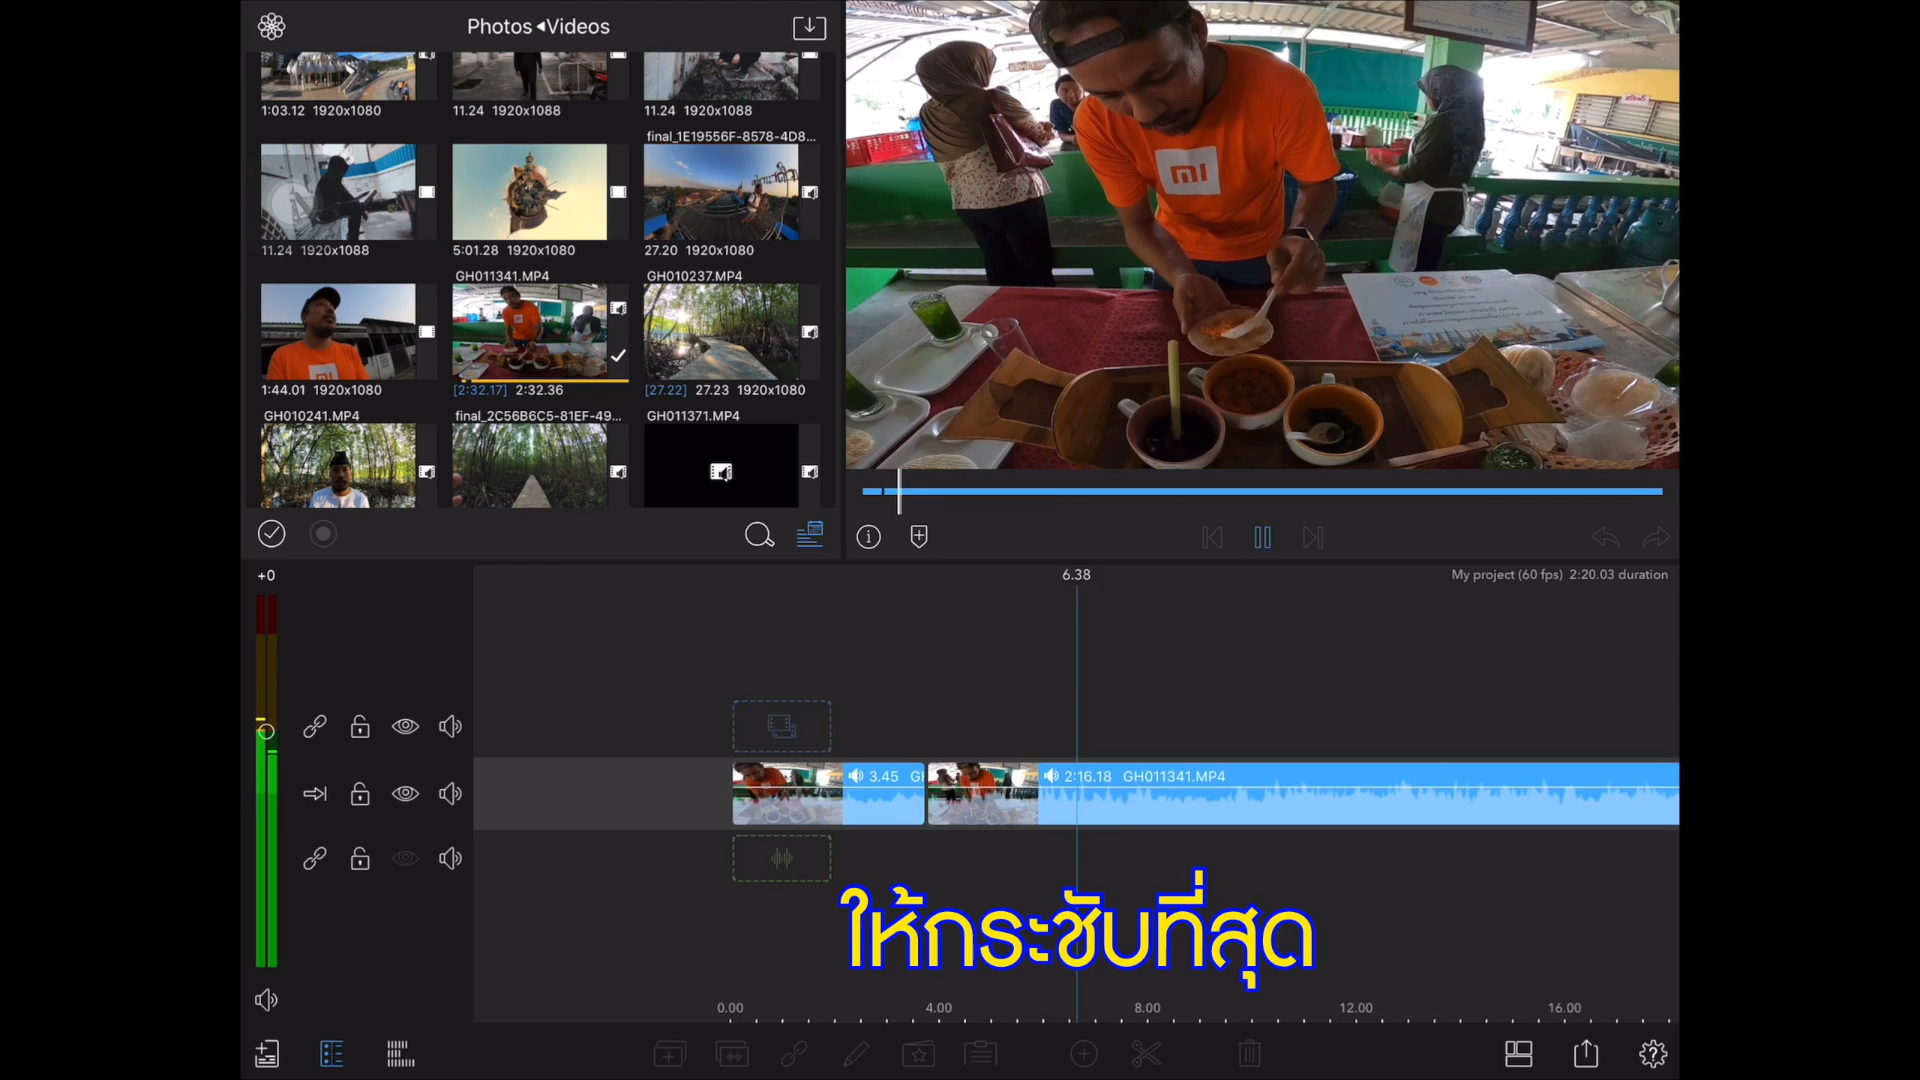 Photos ◂Videos
1:03.12 1920x1080
11.24 1920x1088
11.24 1920x1088
final_1E19556F-8578-4D8...
11.24 1920x1088
5:01.28 1920x1080
27.20 1920x1080
GH011341.MP4
GH010237.MP4
1:44.01 1920x1080
[2:32.17] 2:32.36
[27.22] 27.23 1920x1080
GH010241.MP4
final_2C56B6C5-81EF-49...
GH011371.MP4
mi
+0
6.38
My project (60 fps) 2:20.03 duration
3.45 GH
2:16.18 GH011341.MP4
ให้กระชับที่สุด
0.00
4.00
8.00
12.00
16.00